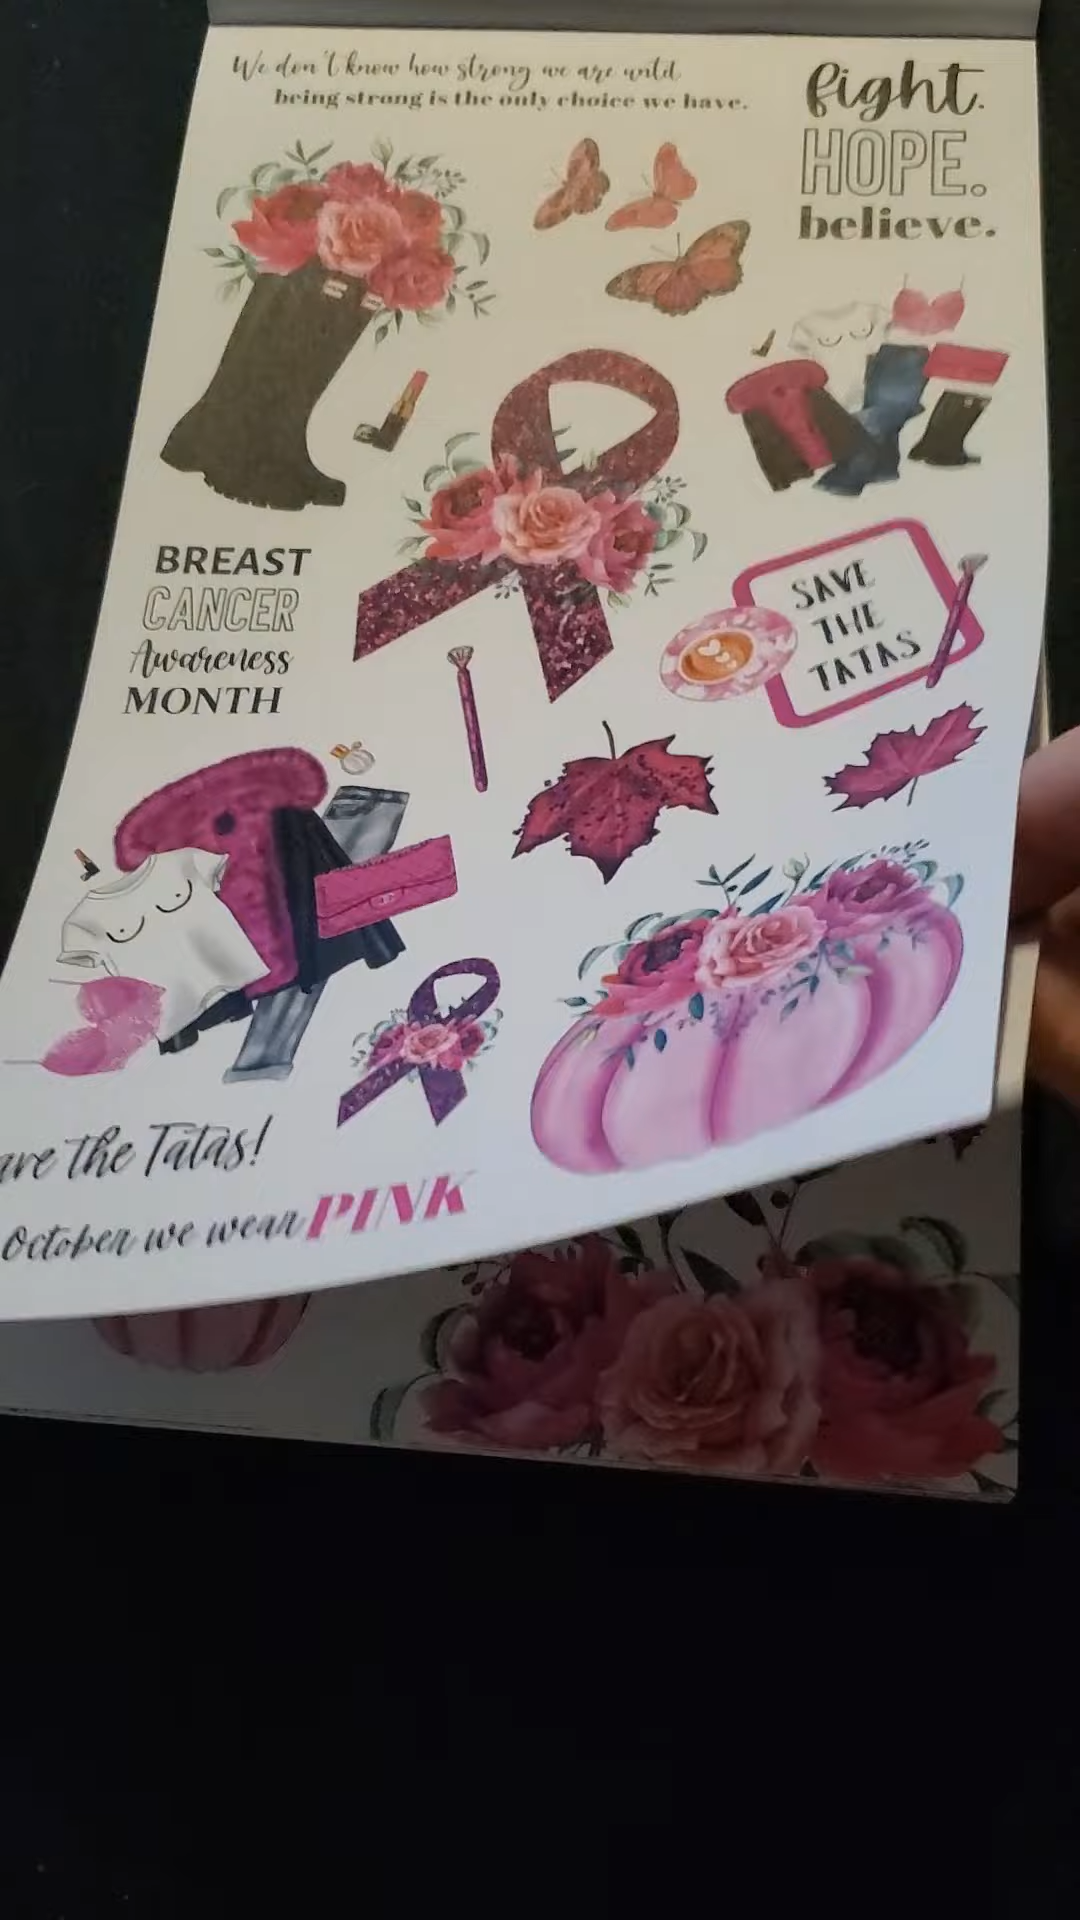 We don't know how strong we are until
being strong is the only choice we have.
fight.
HOPE.
believe.
BREAST
CANCER
Awareness
MONTH
SAVE
THE
TATAS
the Tatas!
October we wear PINK